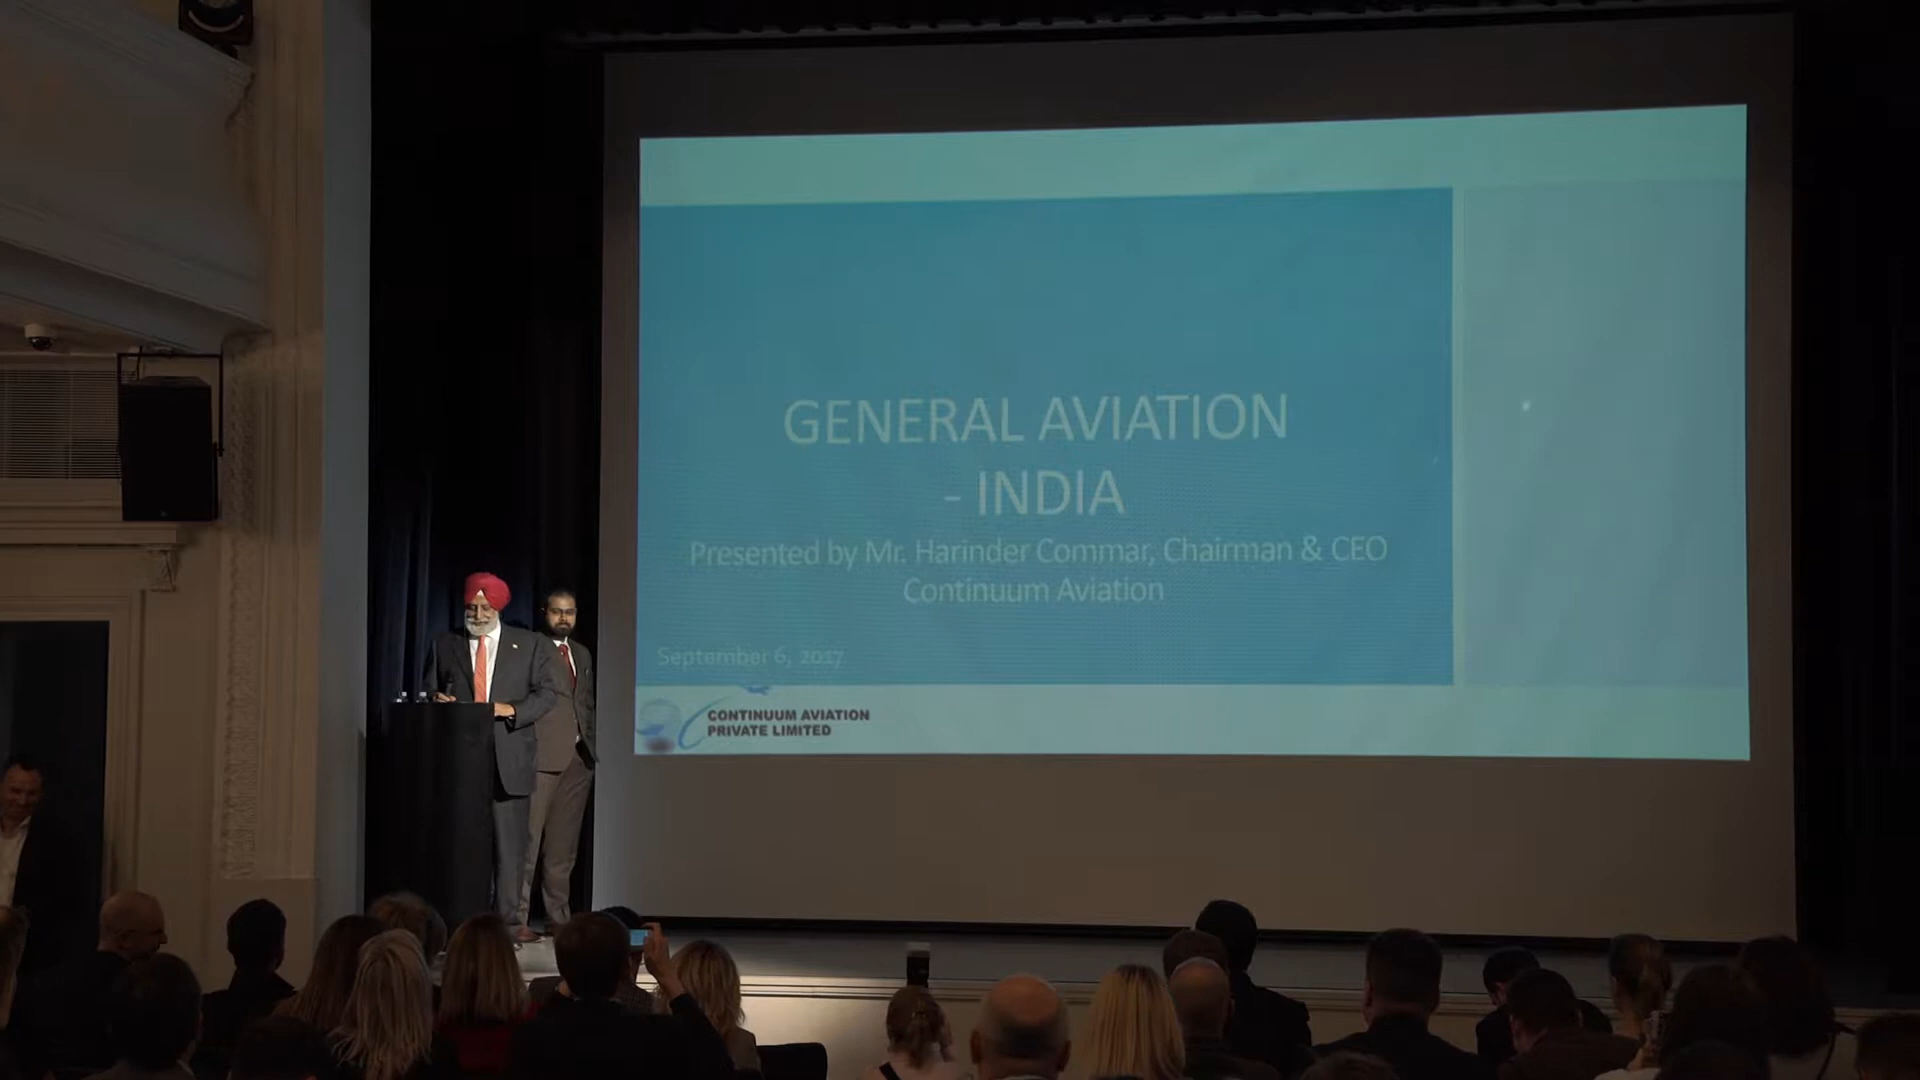 GENERAL AVIATION
- INDIA
Presented by Mr. Harinder Commar, Chairman & CEO
Continuum Aviation
September 6, 2017
CONTINUUM AVIATION
PRIVATE LIMITED